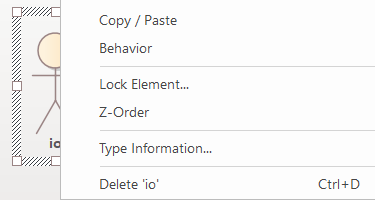 Copy / Paste
Behavior
Lock Element...
Z-Order
Type Information...
io
Delete 'io' Ctrl+D